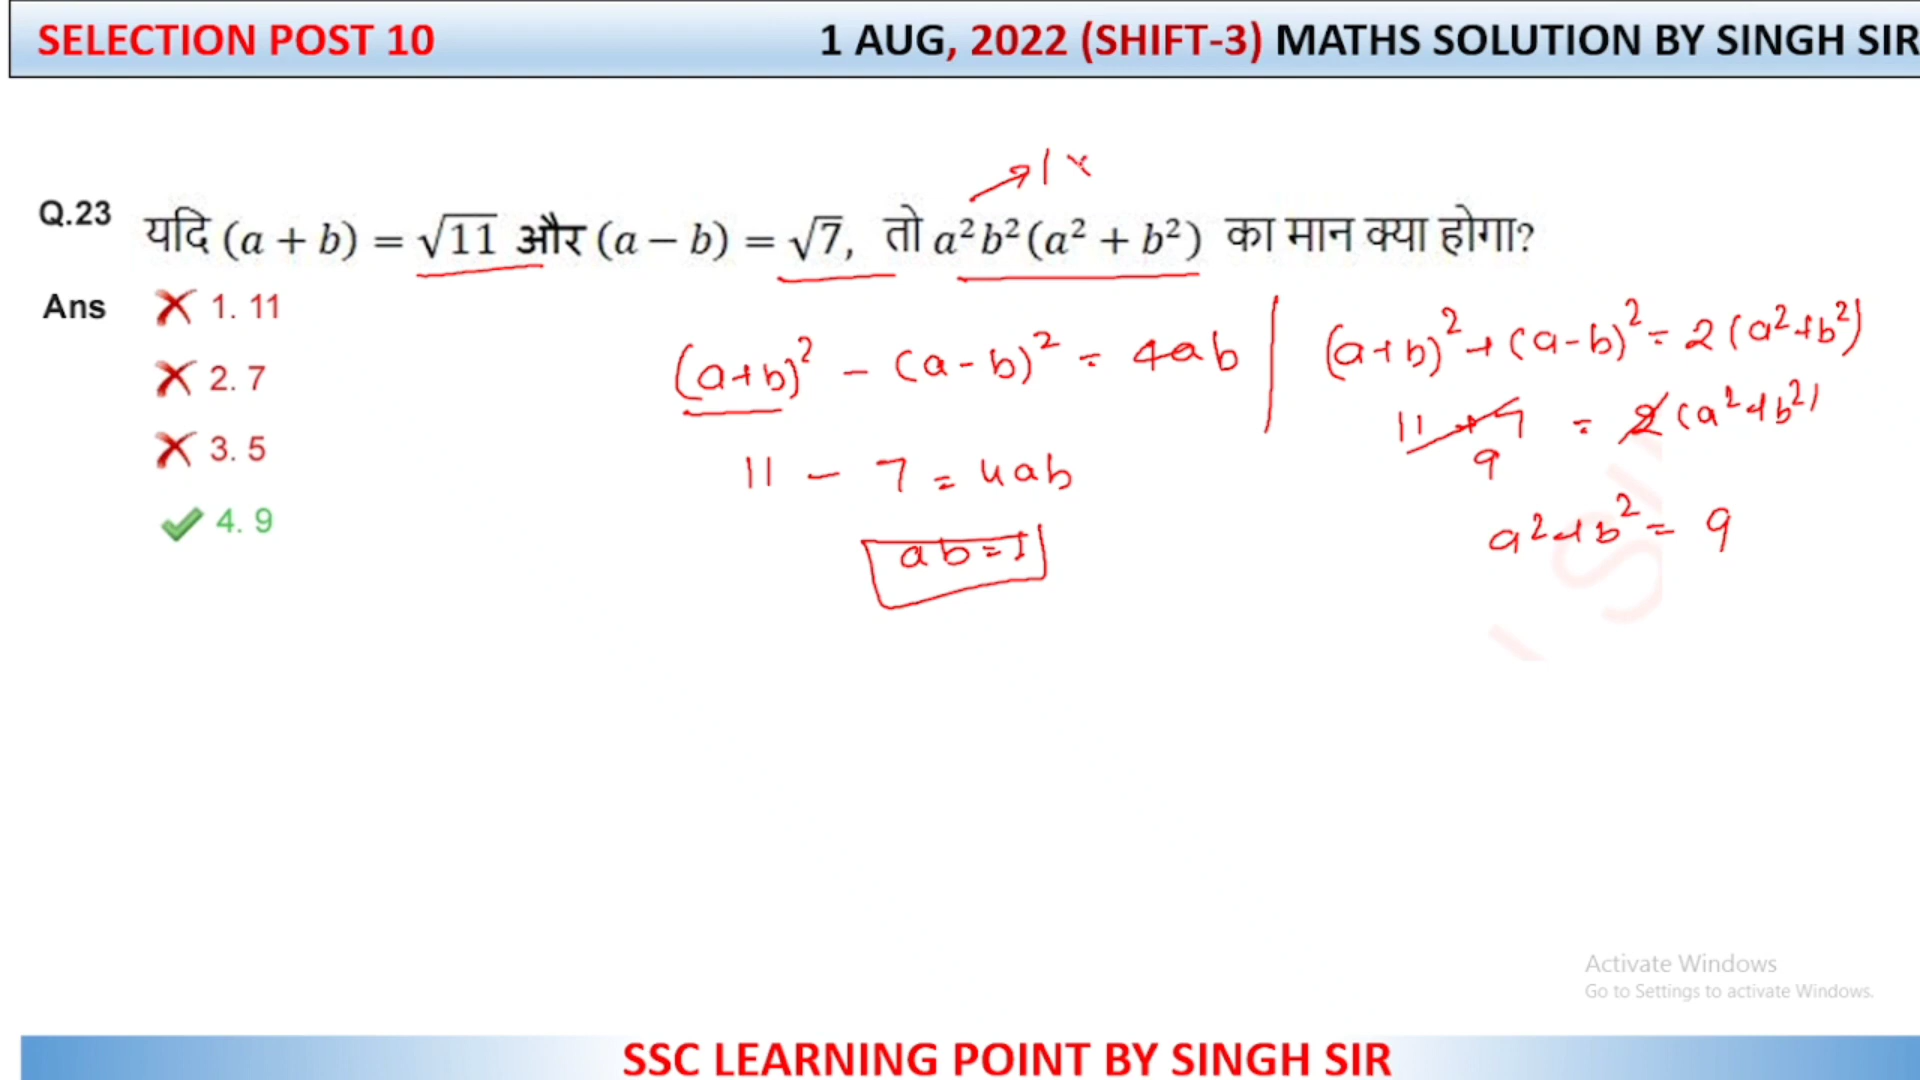 SELECTION POST 10
1 AUG, 2022 (SHIFT-3) MATHS SOLUTION BY SINGH SIR
→ 1 ×
Q.23 यदि (a + b) = √11 और (a − b) = √7, तो a²b²(a² + b²) का मान क्या होगा?
Ans
1. 11
2. 7
3. 5
4. 9
(a+b)² − (a-b)² = 4ab
11 − 7 = 4ab
ab = 1
(a+b)² + (a-b)² = 2(a²+b²)
11 + 7 = 2(a²+b²)
9
a²+b² = 9
Activate Windows
Go to Settings to activate Windows.
SSC LEARNING POINT BY SINGH SIR